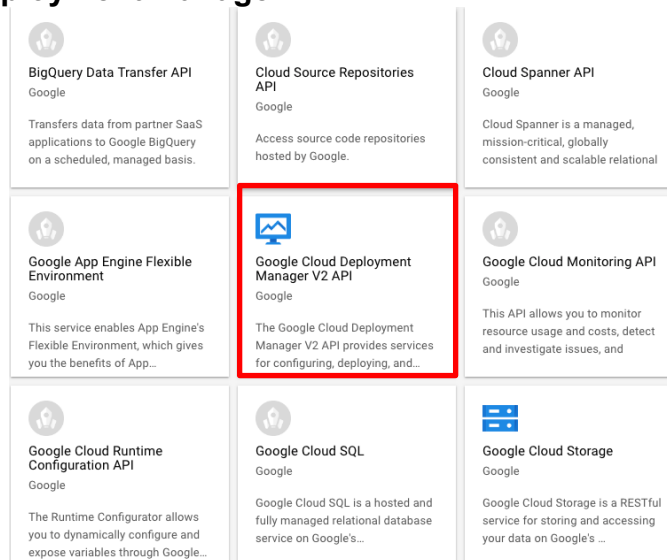 BigQuery Data Transfer API
Google
Transfers data from partner SaaS
applications to Google BigQuery
on a scheduled, managed basis.
Cloud Source Repositories
API
Google
Access source code repositories
hosted by Google.
Cloud Spanner API
Google
Cloud Spanner is a managed,
mission-critical, globally
consistent and scalable relational
Google App Engine Flexible
Environment
Google
This service enables App Engine's
Flexible Environment, which gives
you the benefits of App…
Google Cloud Deployment
Manager V2 API
Google
The Google Cloud Deployment
Manager V2 API provides services
for configuring, deploying, and…
Google Cloud Monitoring API
Google
This API allows you to monitor
resource usage and costs, detect
and investigate issues, and
Google Cloud Runtime
Configuration API
Google
The Runtime Configurator allows
you to dynamically configure and
expose variables through Google…
Google Cloud SQL
Google
Google Cloud SQL is a hosted and
fully managed relational database
service on Google's…
Google Cloud Storage
Google
Google Cloud Storage is a RESTful
service for storing and accessing
your data on Google's …